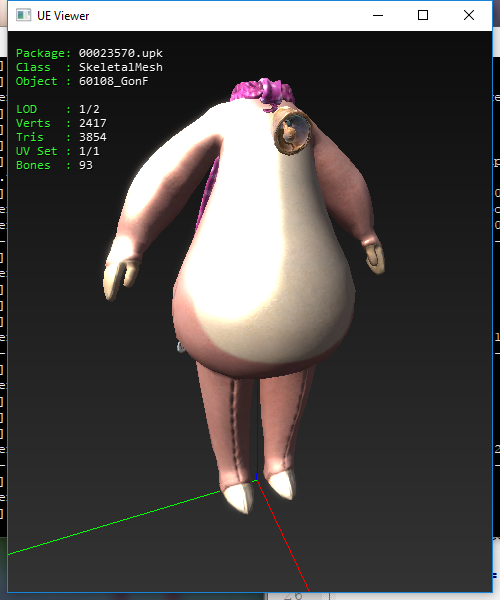 UE Viewer
Package: 00023570.upk
Class : SkeletalMesh
Object : 60108_GonF
LOD : 1/2
Verts : 2417
Tris : 3854
UV Set : 1/1
Bones : 93